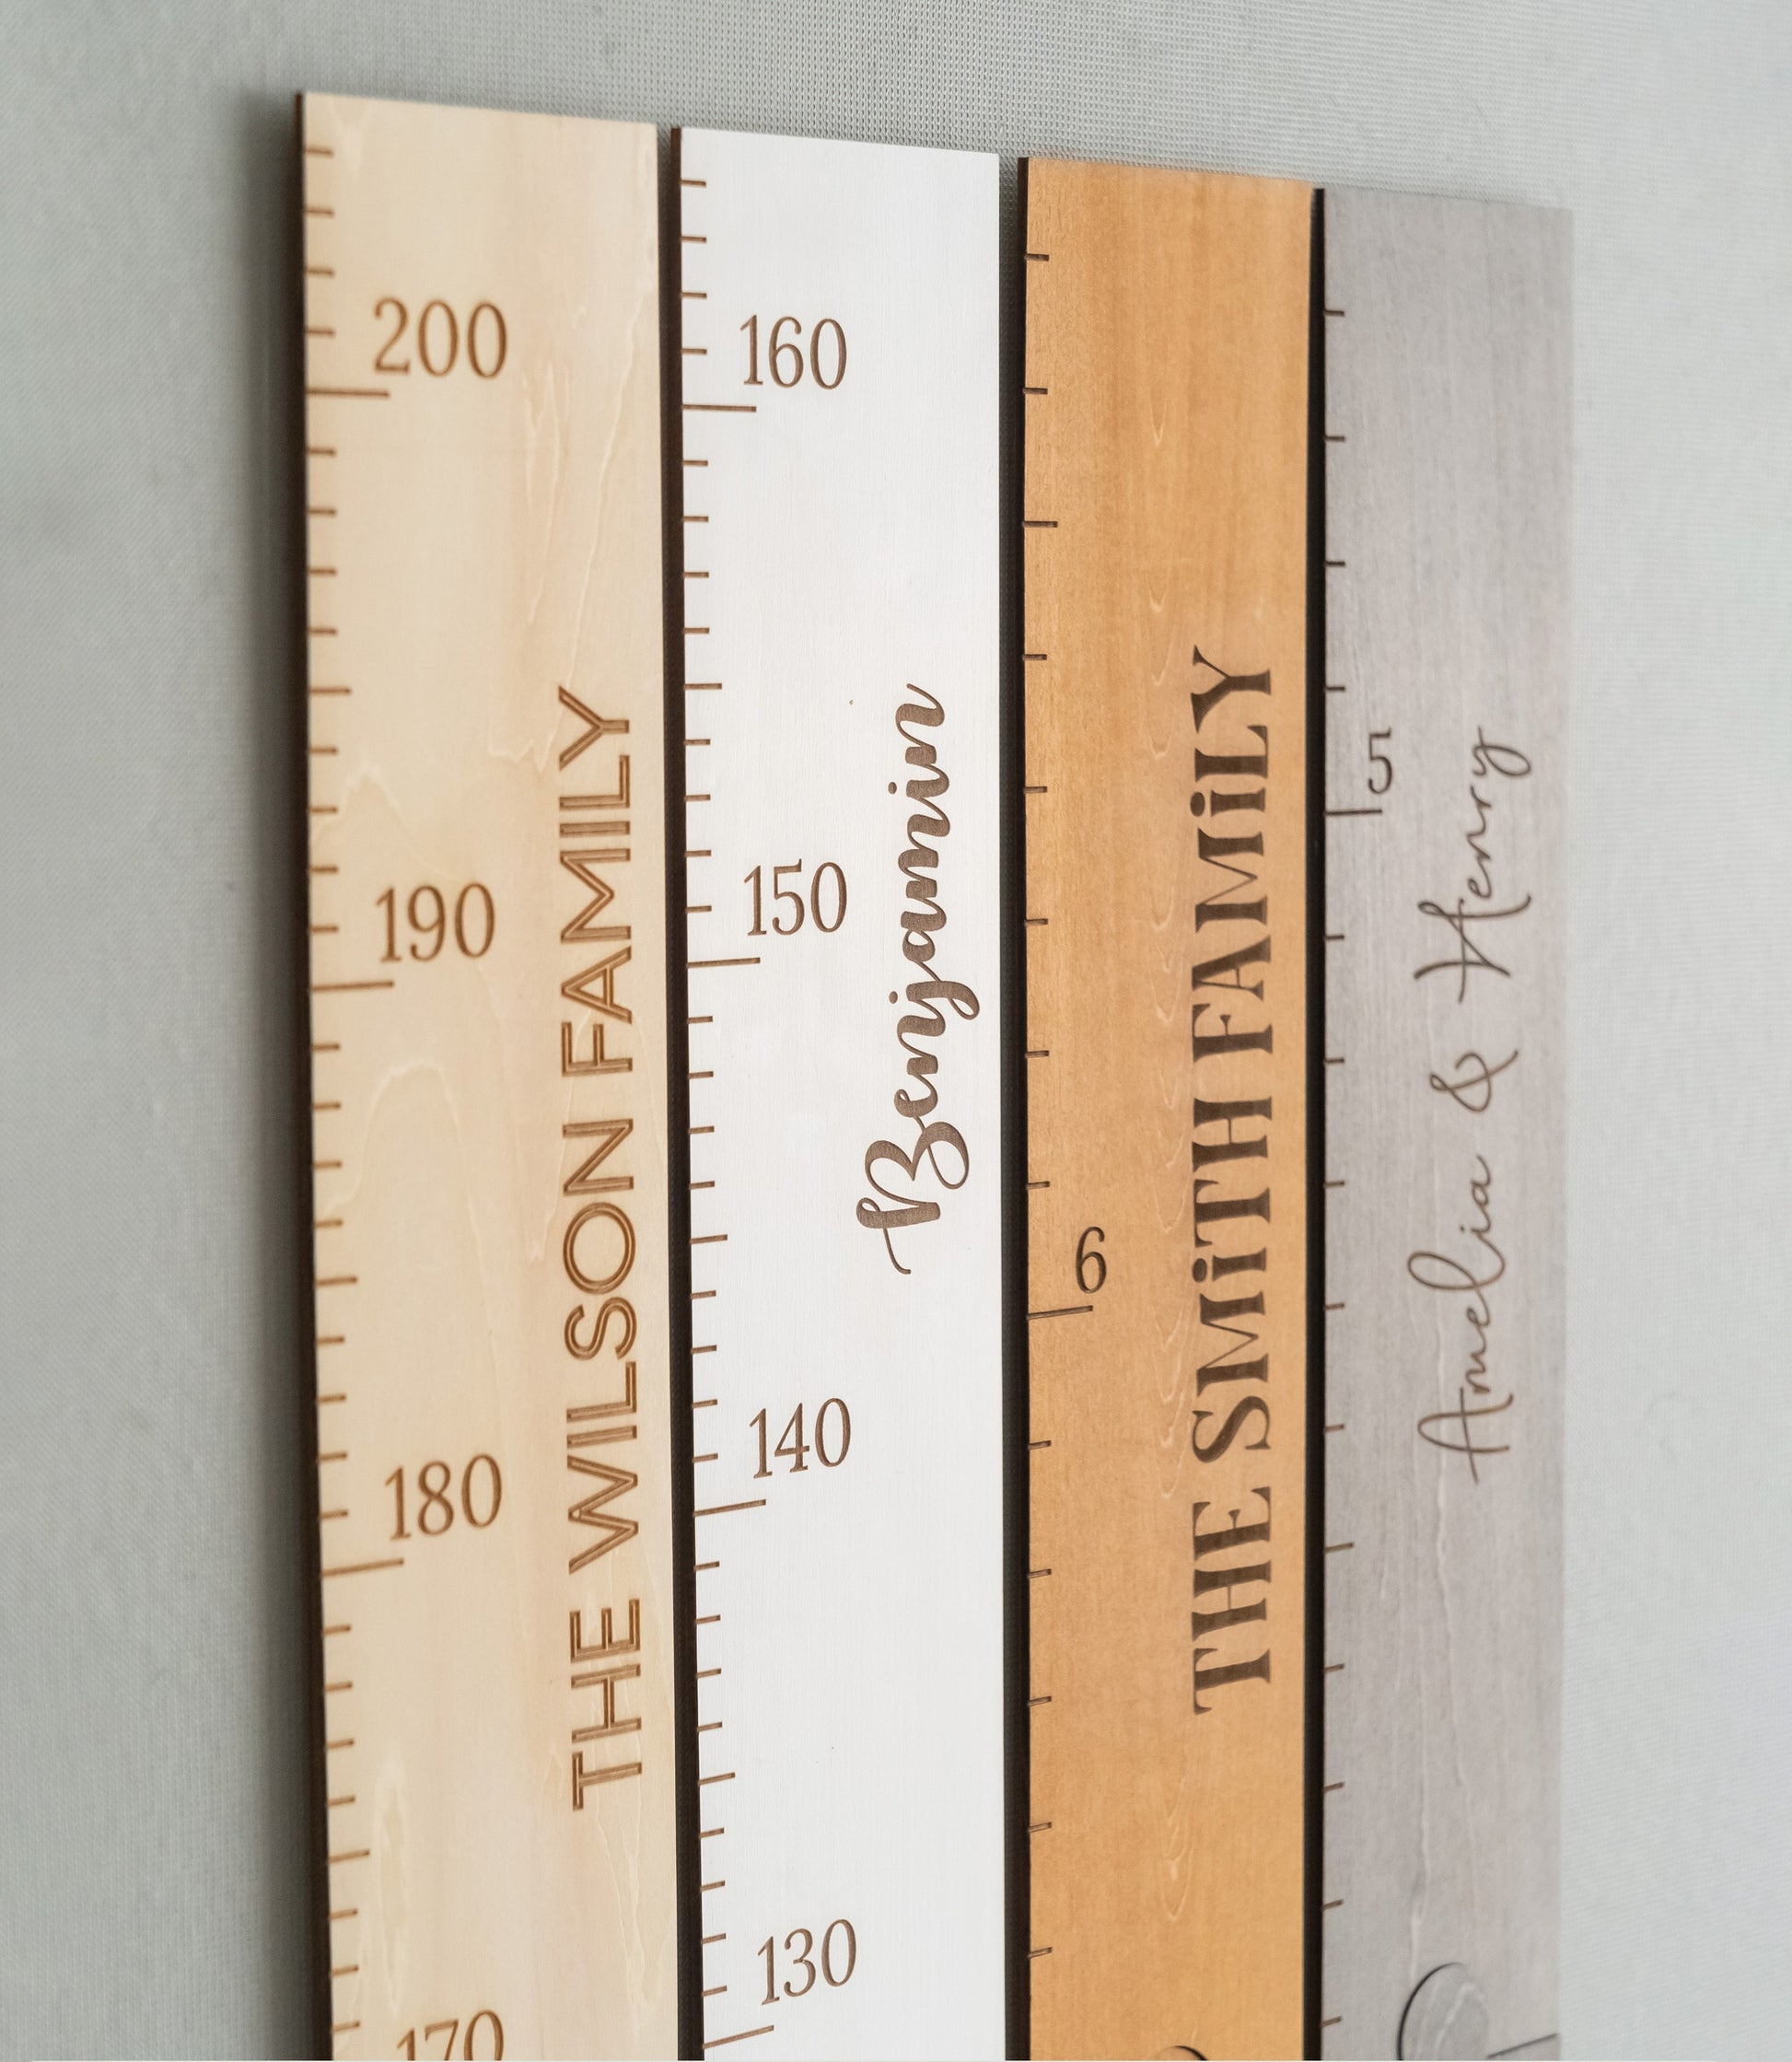 200
190
180
170
THE WILSON FAMILY
160
150
140
130
Benjamin
6
THE SMiTH FAMiLY
5
Amelia & Henry